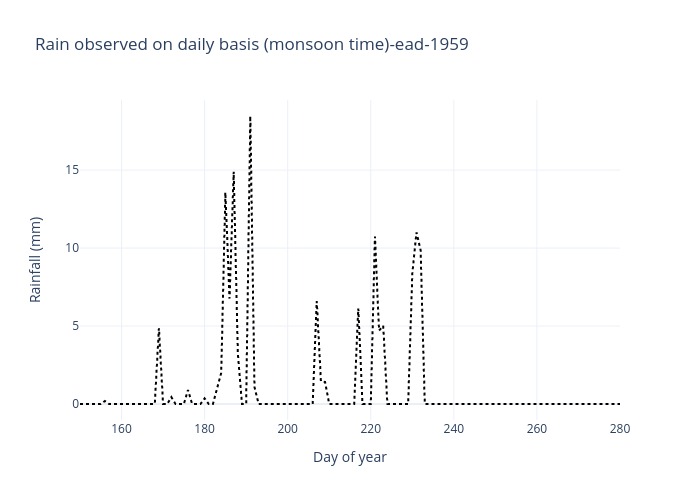 Rain observed on daily basis (monsoon time)-ead-1959
Rainfall (mm)
15
10
5
0
160 180 200 220 240 260 280
Day of year